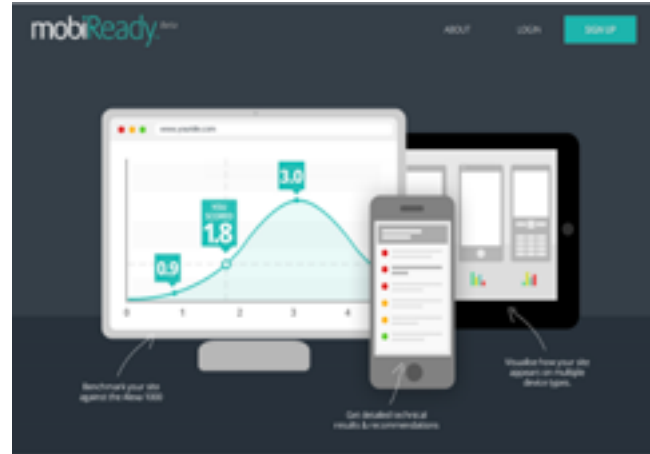 mobiReady. Beta
ABOUT
LOGIN
SIGN UP
www.yoursite.com
3.0
YOU
SCORED
1.8
0.9
0 1 2 3 4
Benchmark your site
against the Alexa 1000
Get detailed technical
results & recommendations
Visualise how your site
appears on multiple
device types.